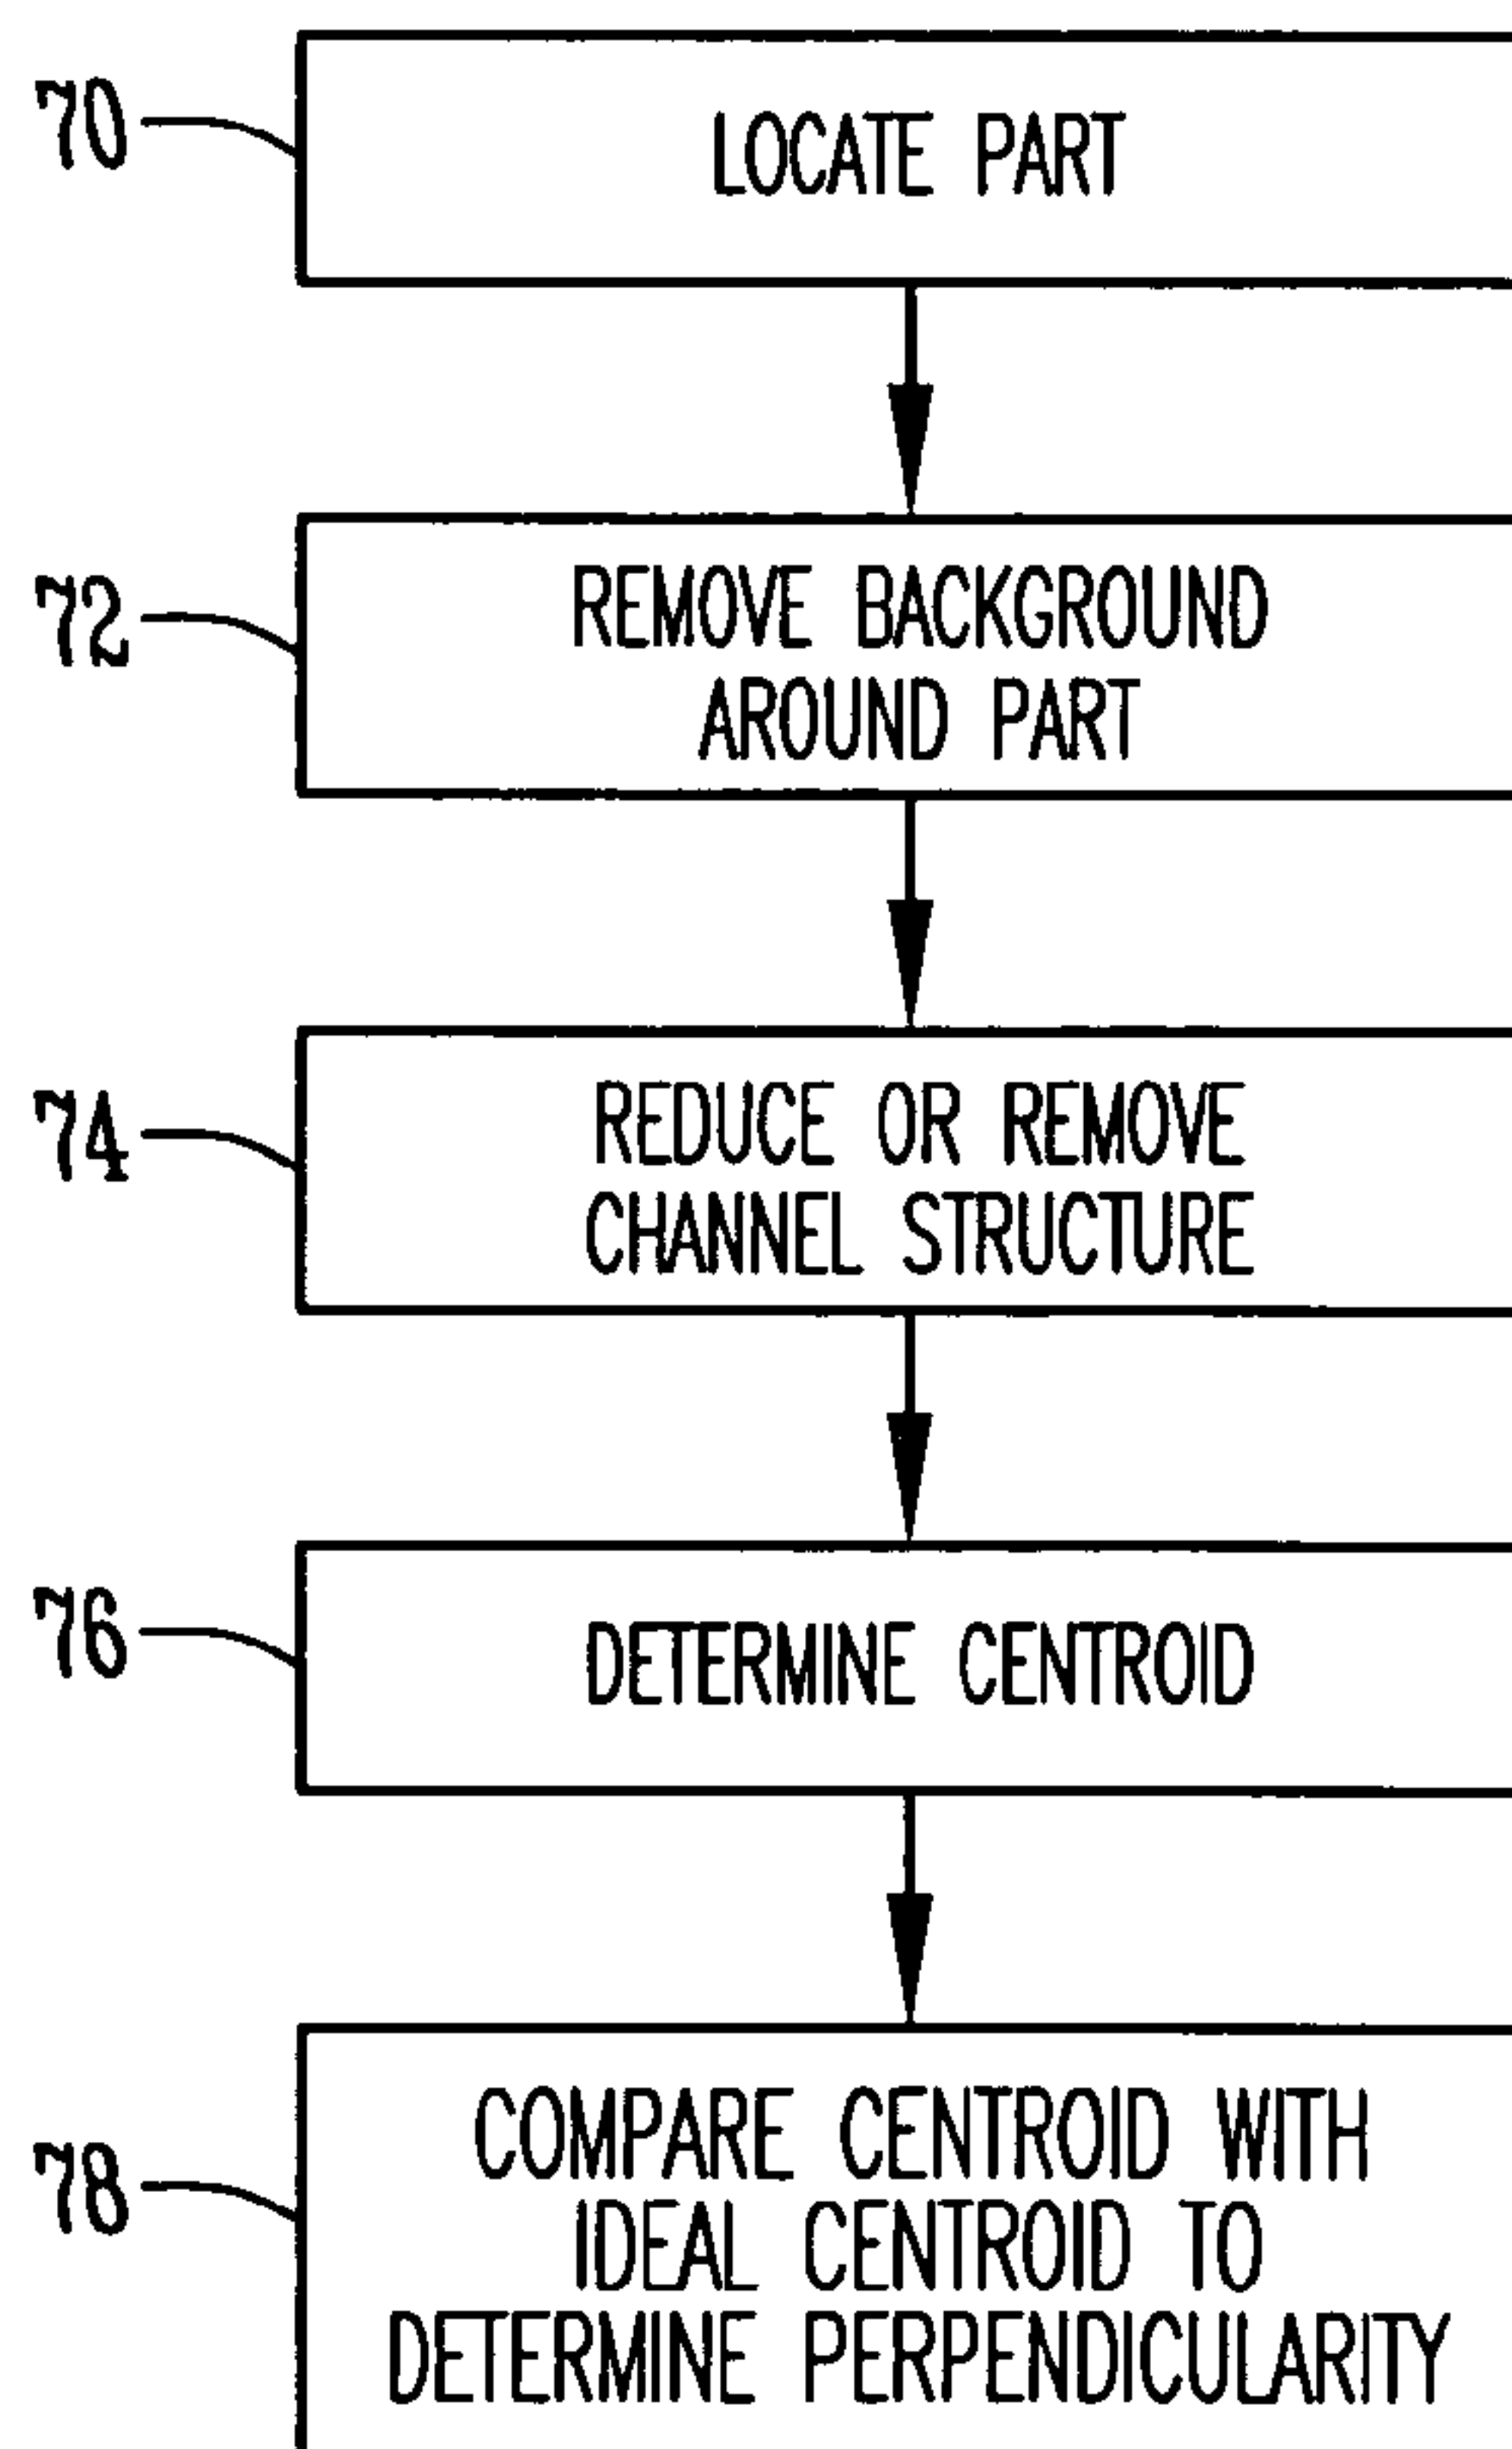 70
LOCATE PART
72
REMOVE BACKGROUND
AROUND PART
74
REDUCE OR REMOVE
CHANNEL STRUCTURE
76
DETERMINE CENTROID
78
COMPARE CENTROID WITH
IDEAL CENTROID TO
DETERMINE PERPENDICULARITY